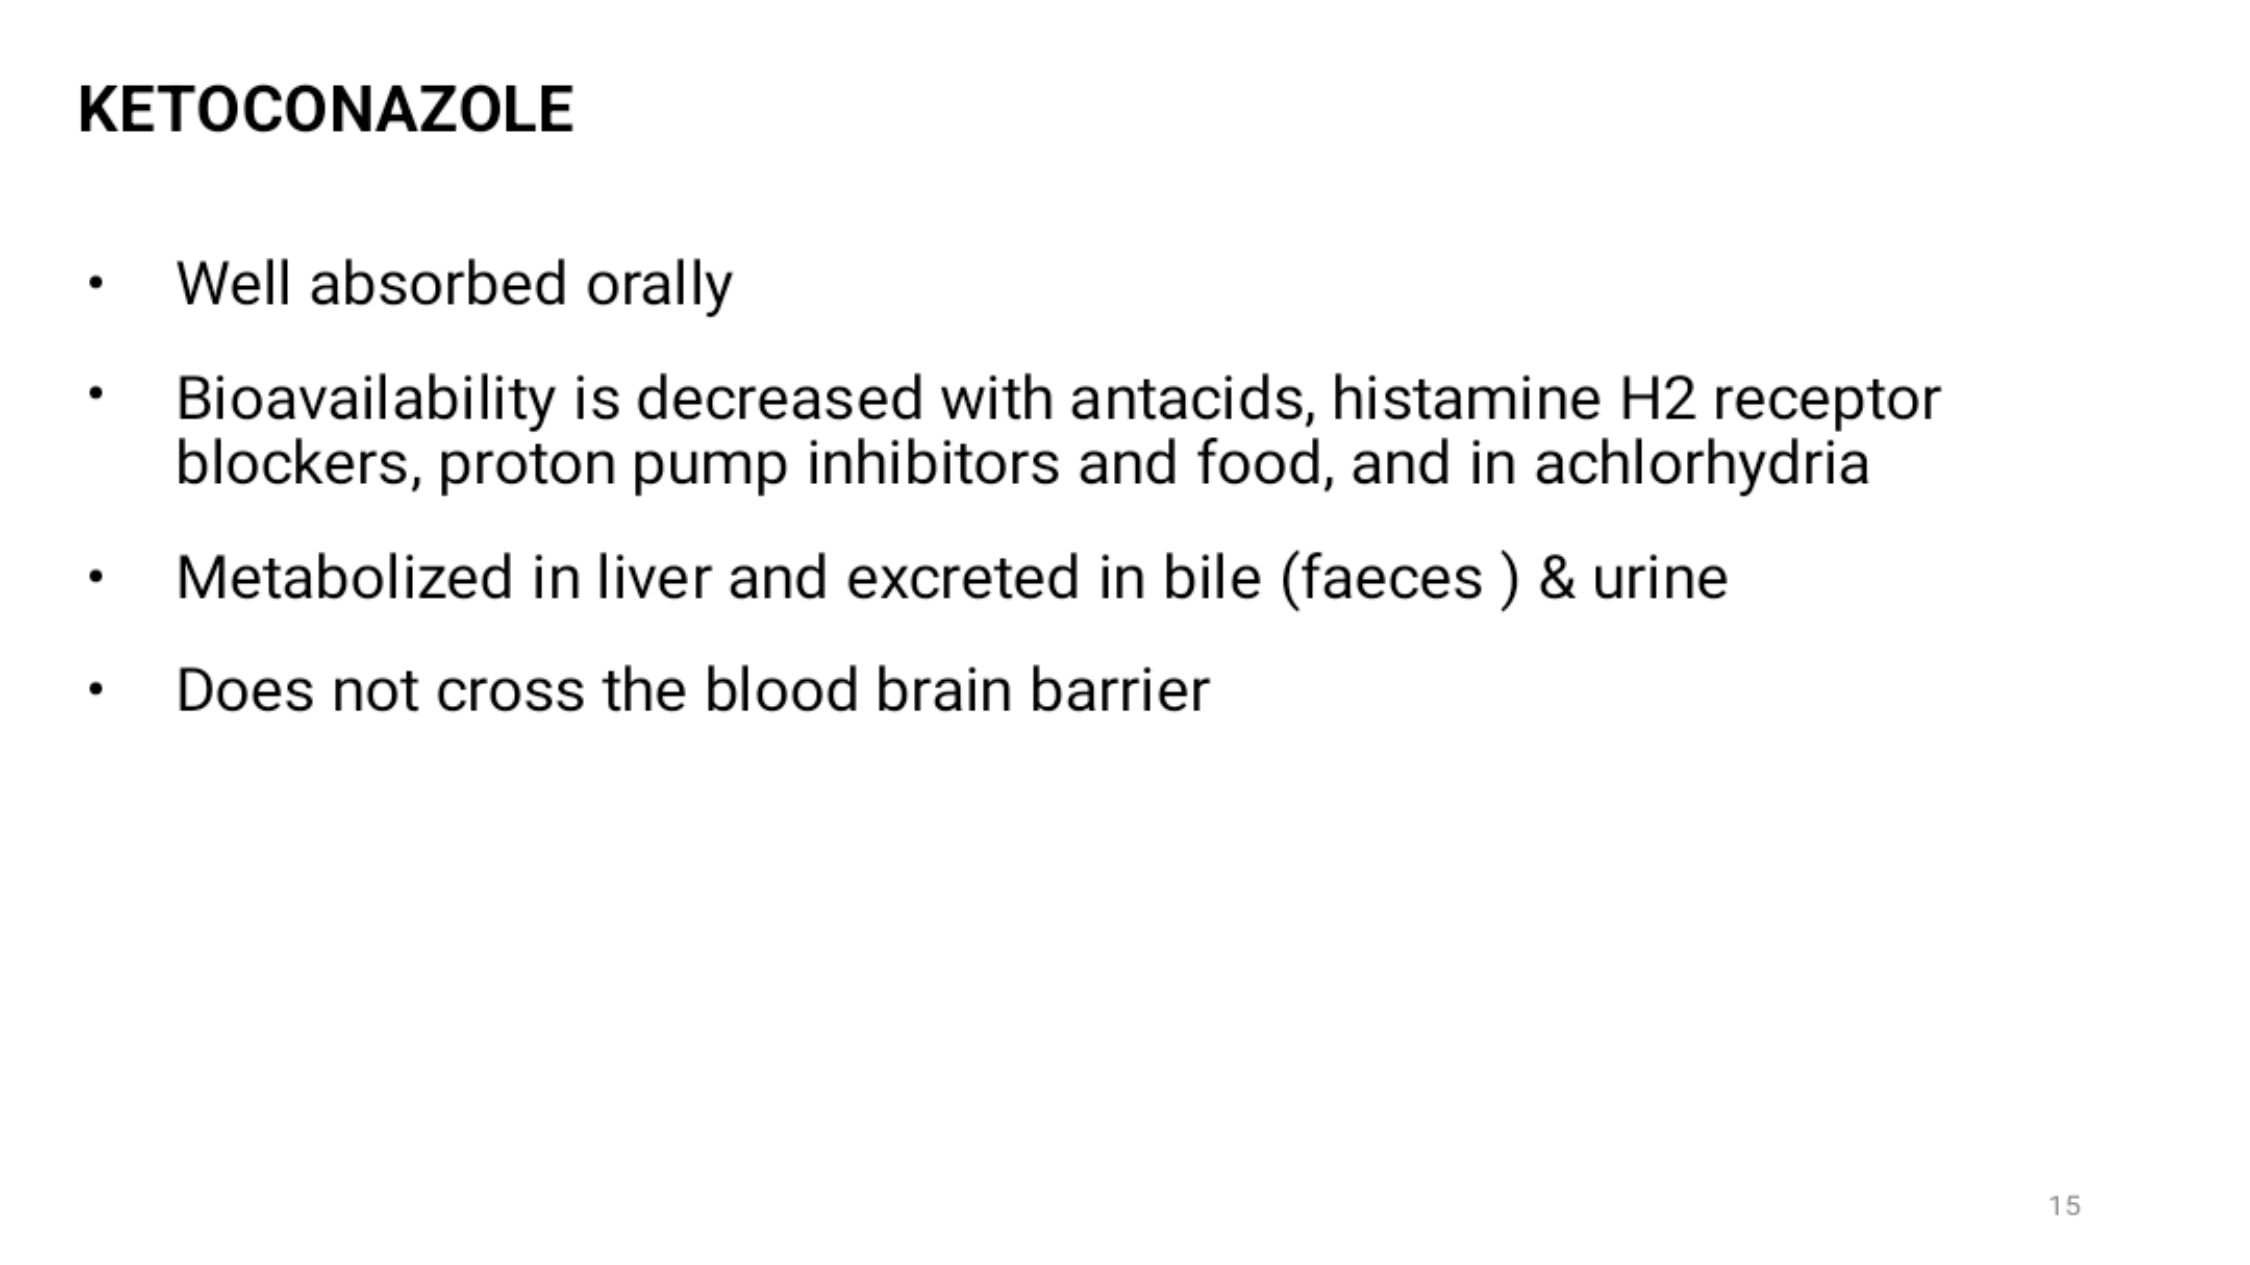 KETOCONAZOLE
• Well absorbed orally
• Bioavailability is decreased with antacids, histamine H2 receptor
blockers, proton pump inhibitors and food, and in achlorhydria
• Metabolized in liver and excreted in bile (faeces ) & urine
• Does not cross the blood brain barrier
15